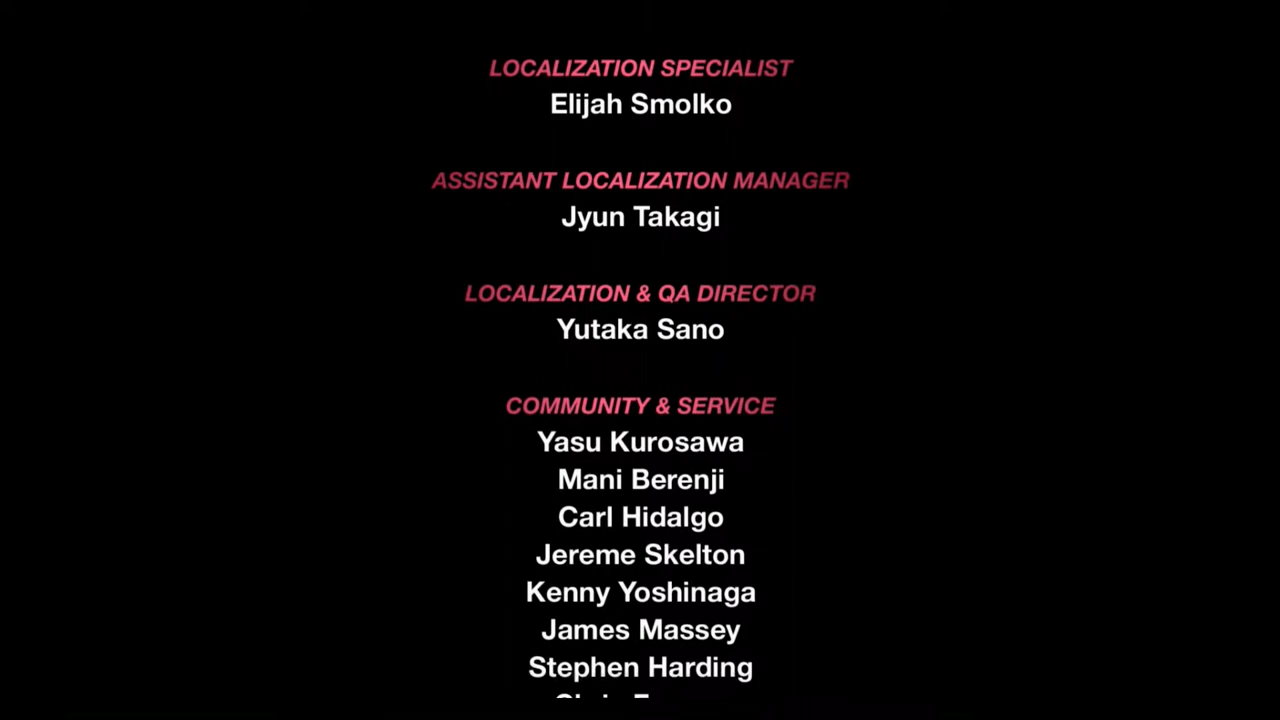 LOCALIZATION SPECIALIST
Elijah Smolko
ASSISTANT LOCALIZATION MANAGER
Jyun Takagi
LOCALIZATION & QA DIRECTOR
Yutaka Sano
COMMUNITY & SERVICE
Yasu Kurosawa
Mani Berenji
Carl Hidalgo
Jereme Skelton
Kenny Yoshinaga
James Massey
Stephen Harding